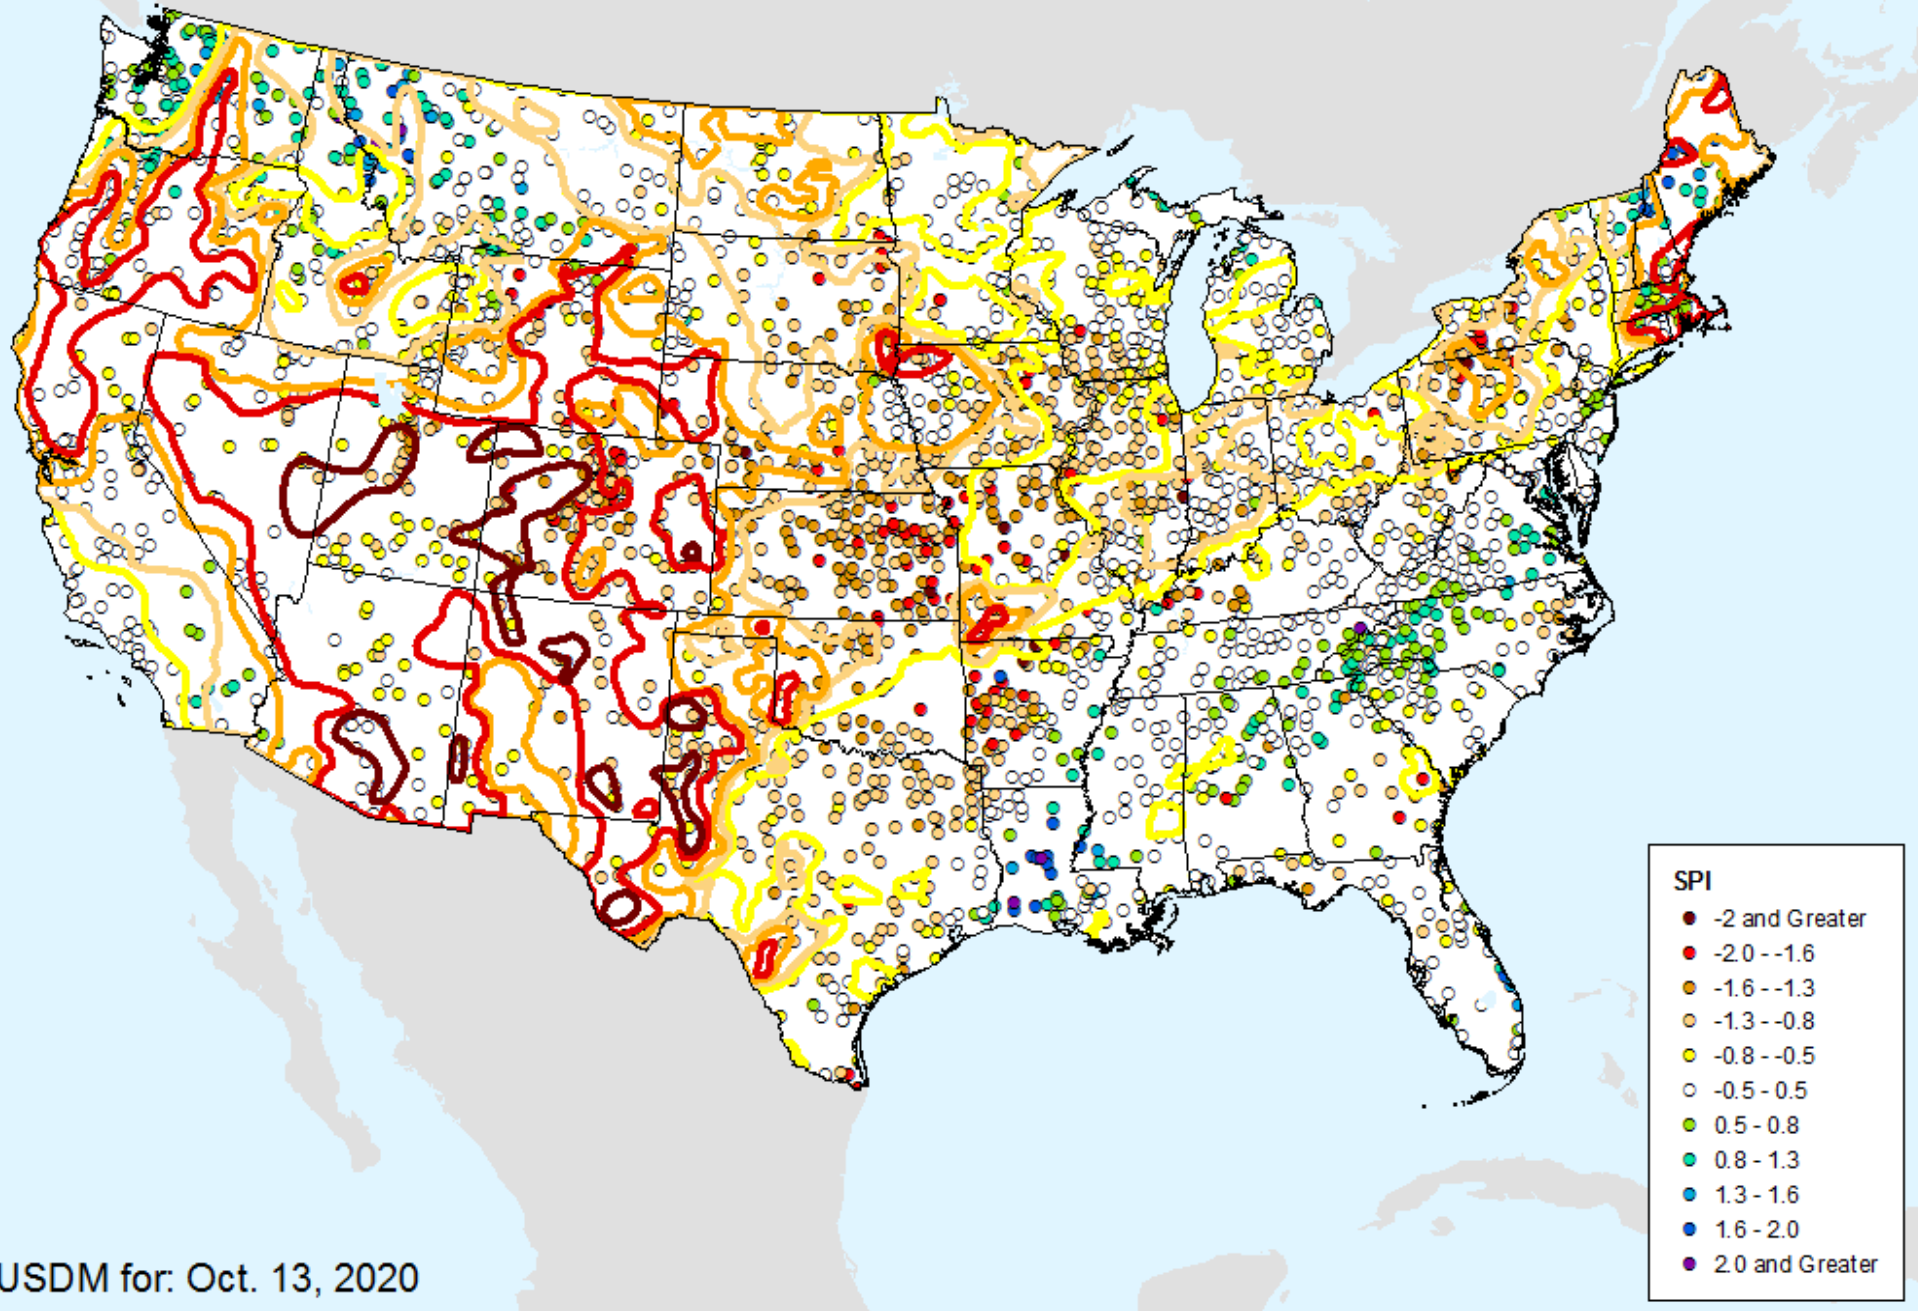 SPI
-2 and Greater
-2.0 - -1.6
-1.6 - -1.3
-1.3 - -0.8
-0.8 - -0.5
-0.5 - 0.5
0.5 - 0.8
0.8 - 1.3
1.3 - 1.6
1.6 - 2.0
2.0 and Greater
USDM for: Oct. 13, 2020